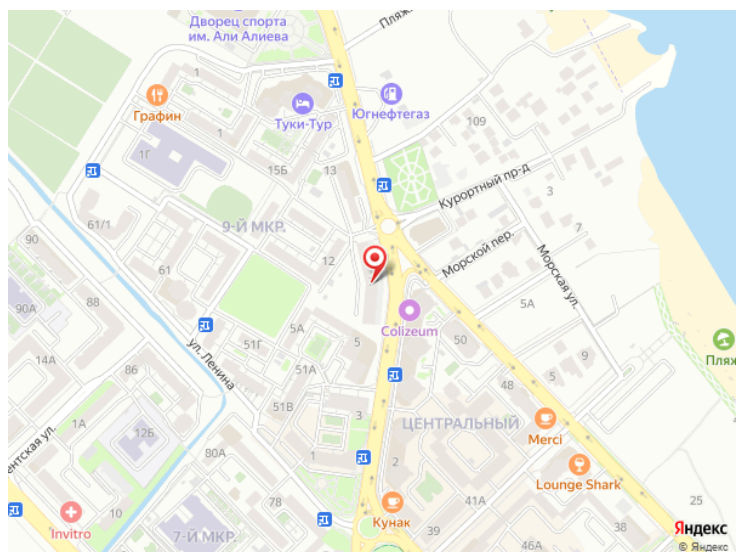 Дворец спорта
им. Али Алиева
Пляж
1
Графин
Югнефтегаз
Туки-Тур
109
1Г
15Б
13
Курортный пр-д
3
61/1
9-Й МКР.
7
90
12
Морской пер.
Морская ул.
61
90А
88
5А
Colizeum
5А
50
51Г
5
ул. Ленина
14А
86
51А
9
Пляж
48
5
51В
3
ЦЕНТРАЛЬНЫЙ
1А
12Б
Merci
ентская ул.
80А
1
2
Lounge Shark
Invitro
78
41А
25
Кунак
7-Й МКР.
39
38
Яндекс
© Яндекс